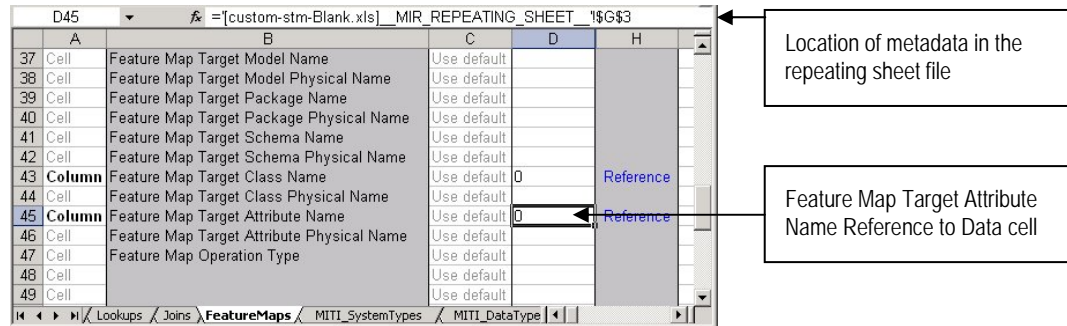 D45 fx ='[custom-stm-Blank.xls]__MIR_REPEATING_SHEET__'!$G$3
A B C D H
37 Cell Feature Map Target Model Name Use default
38 Cell Feature Map Target Model Physical Name Use default
39 Cell Feature Map Target Package Name Use default
40 Cell Feature Map Target Package Physical Name Use default
41 Cell Feature Map Target Schema Name Use default
42 Cell Feature Map Target Schema Physical Name Use default
43 Column Feature Map Target Class Name Use default 0 Reference
44 Cell Feature Map Target Class Physical Name Use default
45 Column Feature Map Target Attribute Name Use default 0 Reference
46 Cell Feature Map Target Attribute Physical Name Use default
47 Cell Feature Map Operation Type Use default
48 Cell Use default
49 Cell Use default
Lookups Joins FeatureMaps MITI_SystemTypes MITI_DataType
Location of metadata in the
repeating sheet file
Feature Map Target Attribute
Name Reference to Data cell